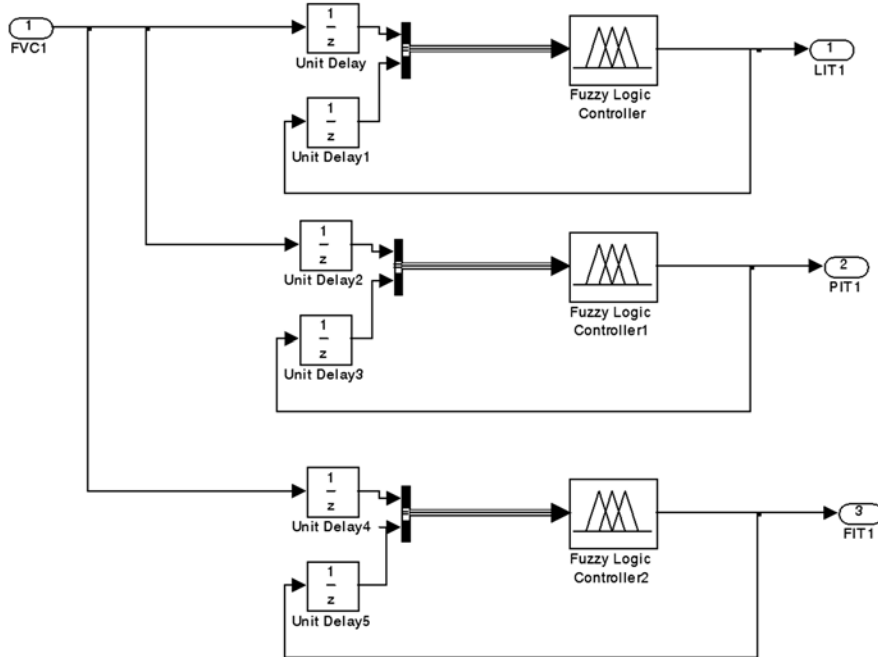 1
FVC1
1
z
Unit Delay
Fuzzy Logic
Controller
1
LIT1
1
z
Unit Delay1
1
z
Unit Delay2
Fuzzy Logic
Controller1
2
PIT1
1
z
Unit Delay3
1
z
Unit Delay4
Fuzzy Logic
Controller2
3
FIT1
1
z
Unit Delay5